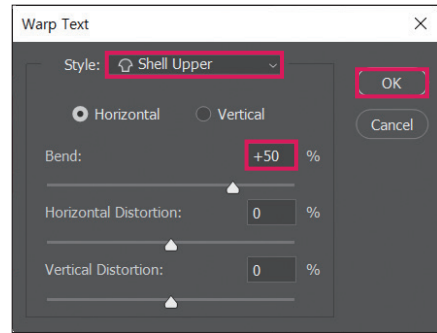 Warp Text
Style: Shell Upper
OK
Horizontal Vertical
Cancel
Bend: +50 %
Horizontal Distortion: 0 %
Vertical Distortion: 0 %